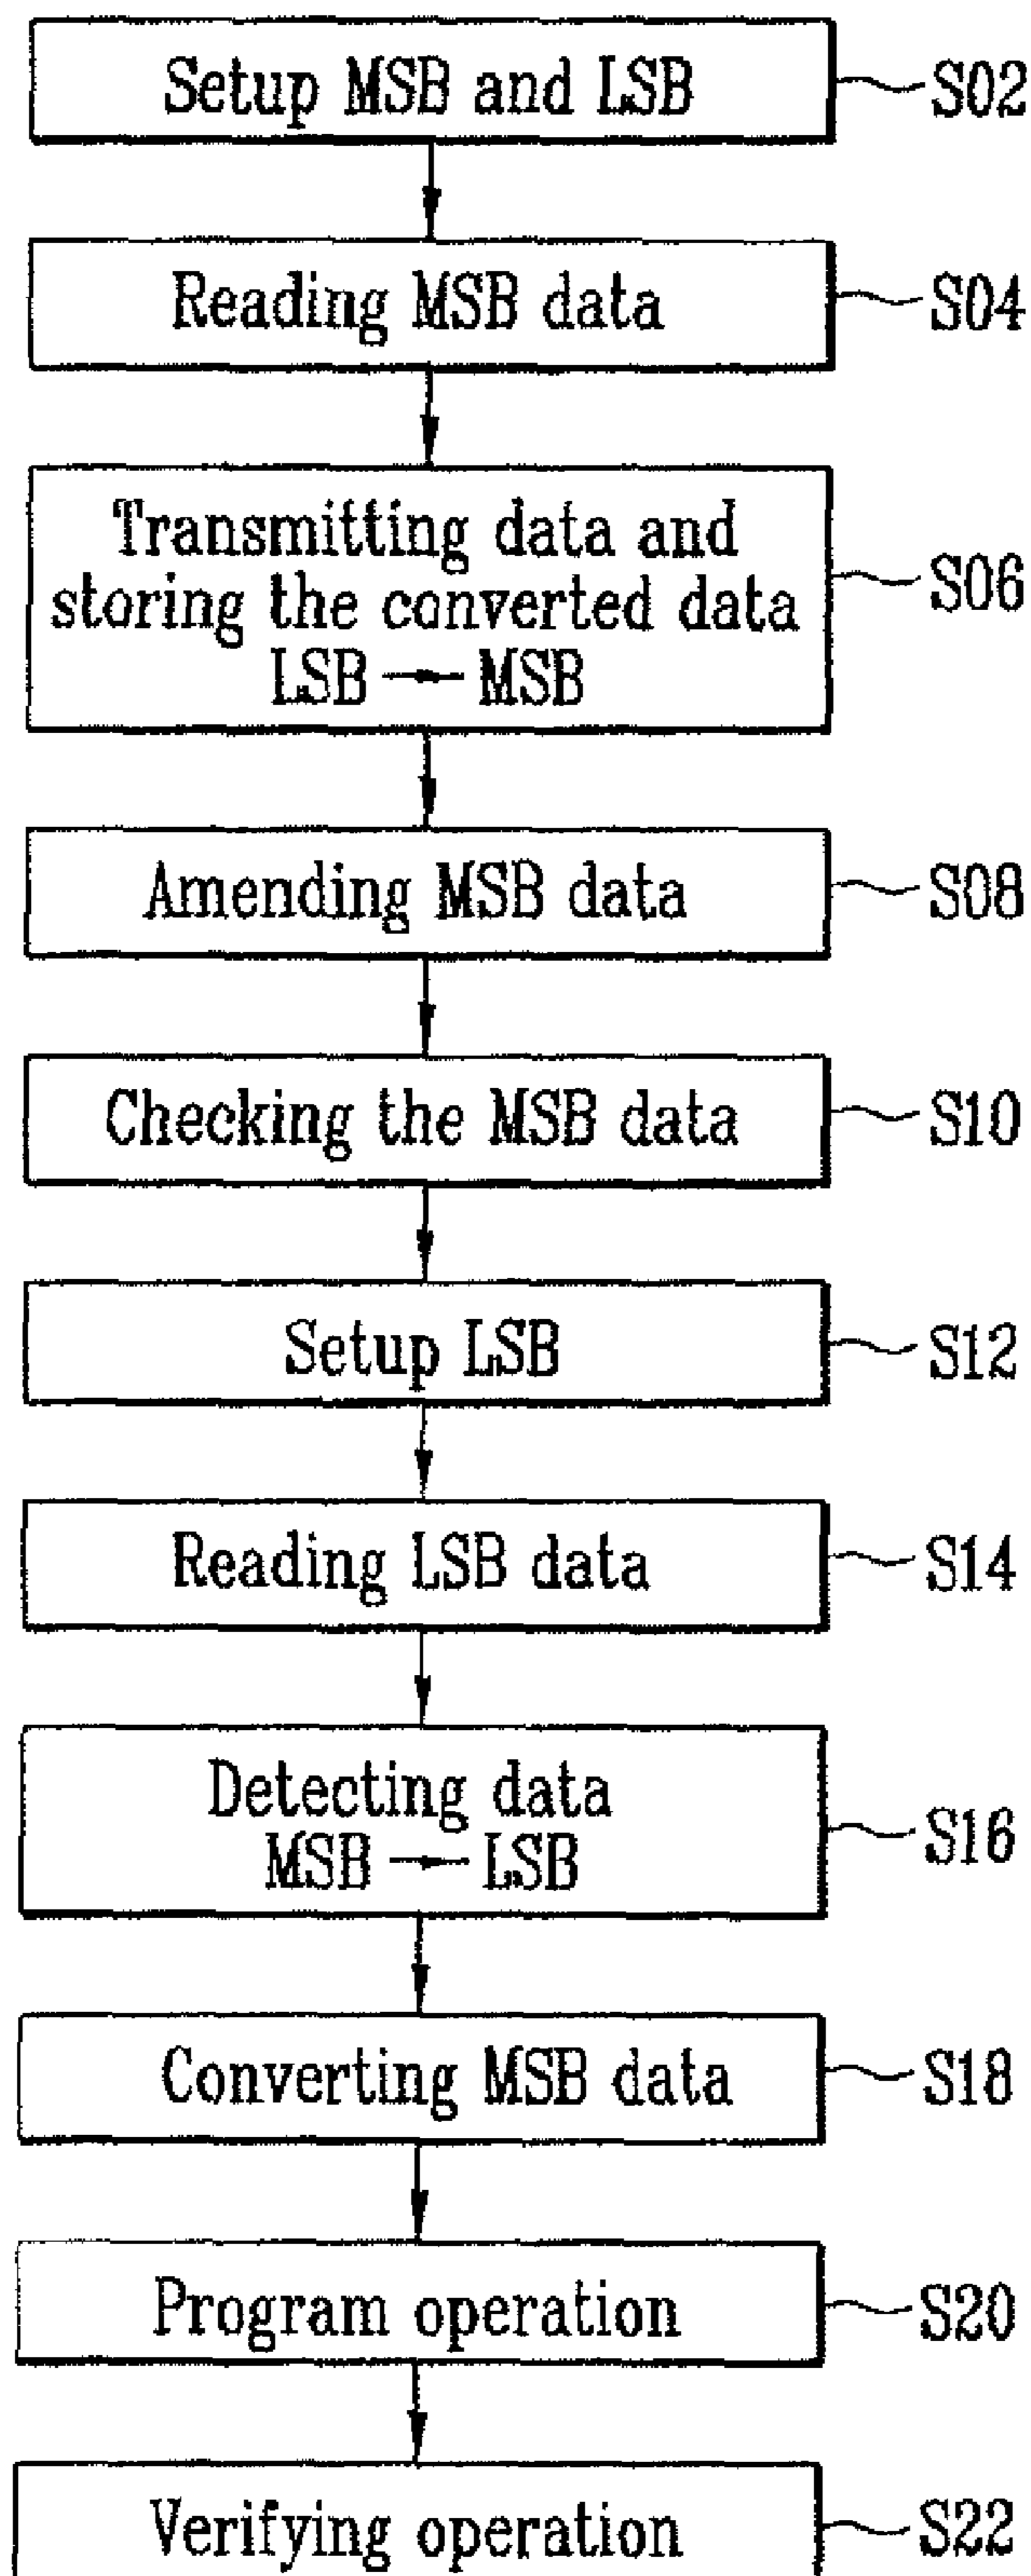 Setup MSB and LSB
S02
Reading MSB data
S04
Transmitting data and
storing the converted data
LSB → MSB
S06
Amending MSB data
S08
Checking the MSB data
S10
Setup LSB
S12
Reading LSB data
S14
Detecting data
MSB → LSB
S16
Converting MSB data
S18
Program operation
S20
Verifying operation
S22